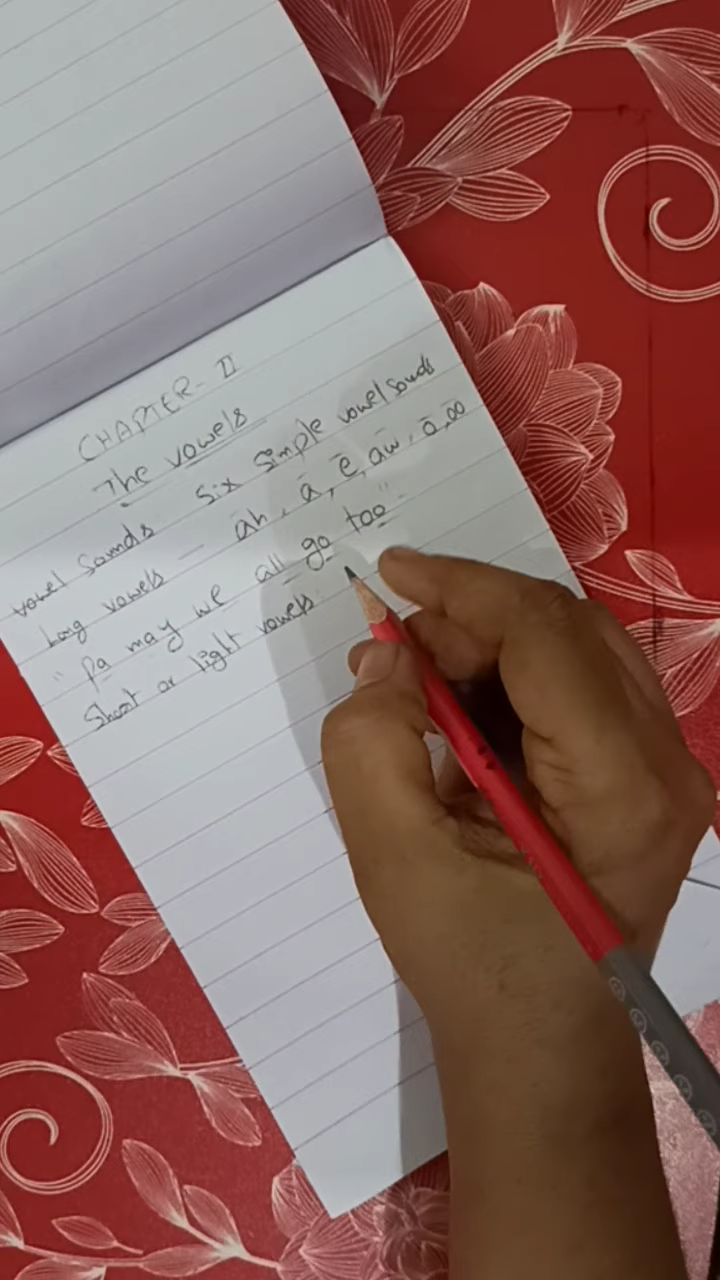 CHAPTER - II
The vowels
vowel sounds six simple vowel sounds
Long vowels - ah, ā, ē, aw, ō, oo
"Pa may we all go too"
Short or light vowels